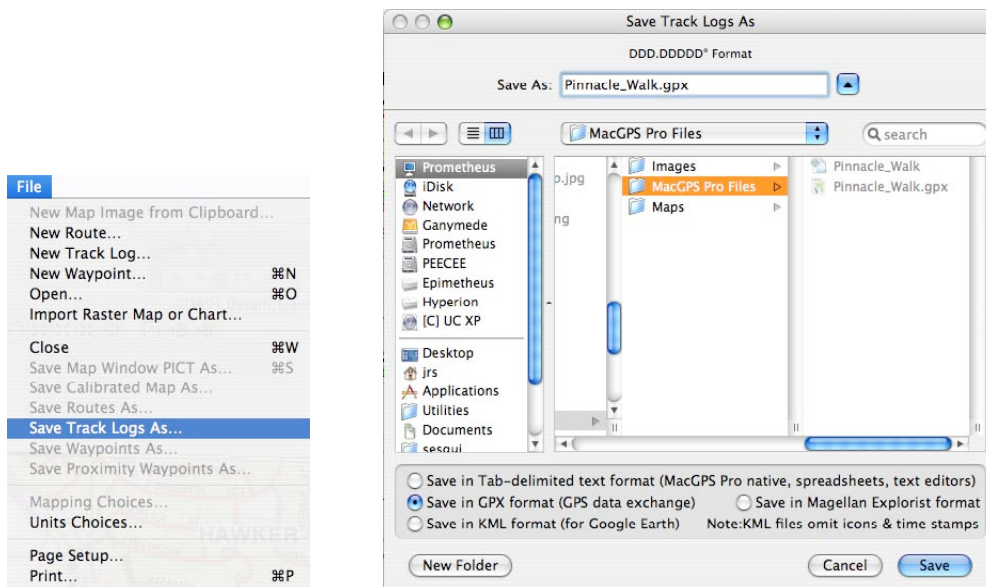 File
New Map Image from Clipboard...
New Route...
New Track Log...
New Waypoint... ⌘N
Open... ⌘O
Import Raster Map or Chart...
Close ⌘W
Save Map Window PICT As... ⌘S
Save Calibrated Map As...
Save Routes As...
Save Track Logs As...
Save Waypoints As...
Save Proximity Waypoints As...
Mapping Choices...
Units Choices...
HAWKER
Page Setup...
Print... ⌘P
Save Track Logs As
DDD.DDDDD° Format
Save As: Pinnacle_Walk.gpx
MacGPS Pro Files
search
Prometheus
iDisk
Network
Ganymede
Prometheus
PEECEE
Epimetheus
Hyperion
[C] UC XP
Desktop
jrs
Applications
Utilities
Documents
sesqui
o.jpg
ng
Images
MacGPS Pro Files
Maps
Pinnacle_Walk
Pinnacle_Walk.gpx
Save in Tab-delimited text format (MacGPS Pro native, spreadsheets, text editors)
Save in GPX format (GPS data exchange) Save in Magellan Explorist format
Save in KML format (for Google Earth) Note:KML files omit icons & time stamps
New Folder Cancel Save